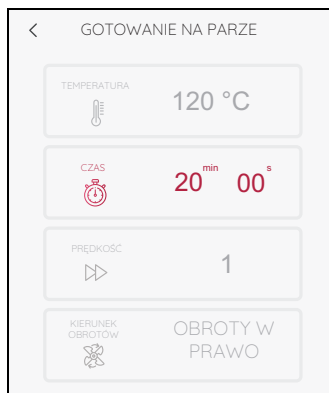 GOTOWANIE NA PARZE
TEMPERATURA
120 °C
CZAS
20 min 00 s
PRĘDKOŚĆ
1
KIERUNEK
OBROTÓW
OBROTY W
PRAWO